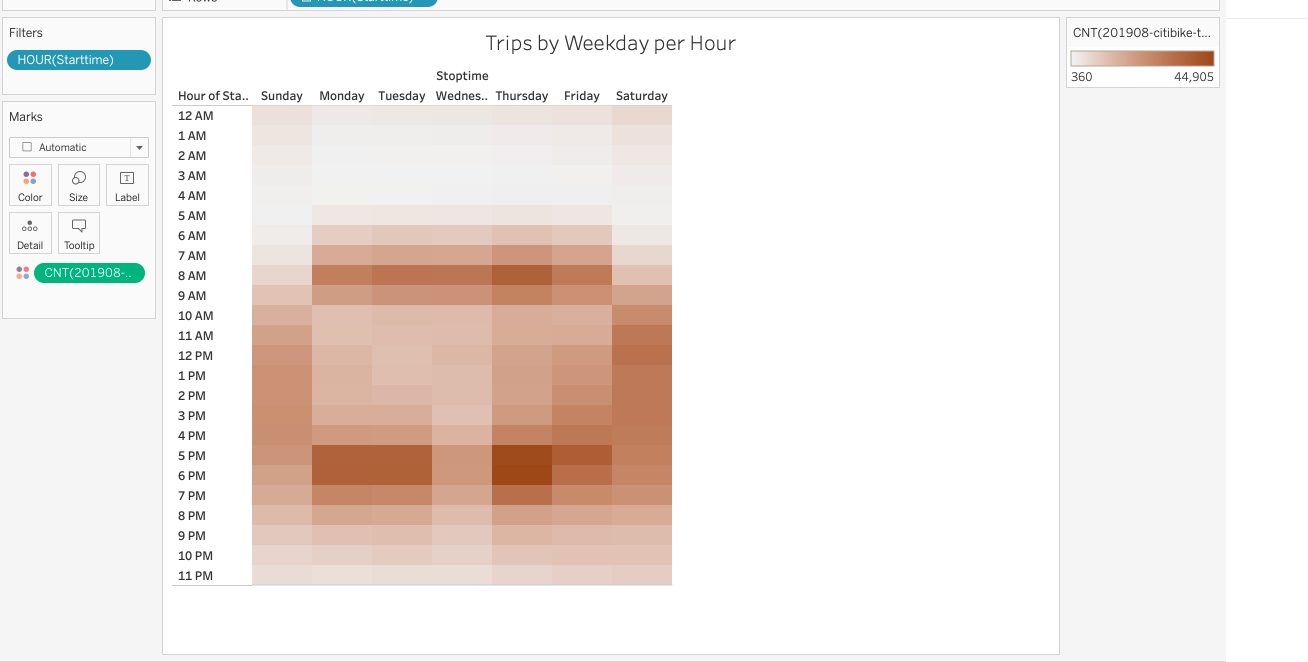 Filters
HOUR(Starttime)
Marks
Automatic
Color Size Label
Detail Tooltip
CNT(201908-..
Trips by Weekday per Hour
Stoptime
Hour of Sta.. Sunday Monday Tuesday Wednes.. Thursday Friday Saturday
12 AM
1 AM
2 AM
3 AM
4 AM
5 AM
6 AM
7 AM
8 AM
9 AM
10 AM
11 AM
12 PM
1 PM
2 PM
3 PM
4 PM
5 PM
6 PM
7 PM
8 PM
9 PM
10 PM
11 PM
CNT(201908-citibike-t...
360 44,905